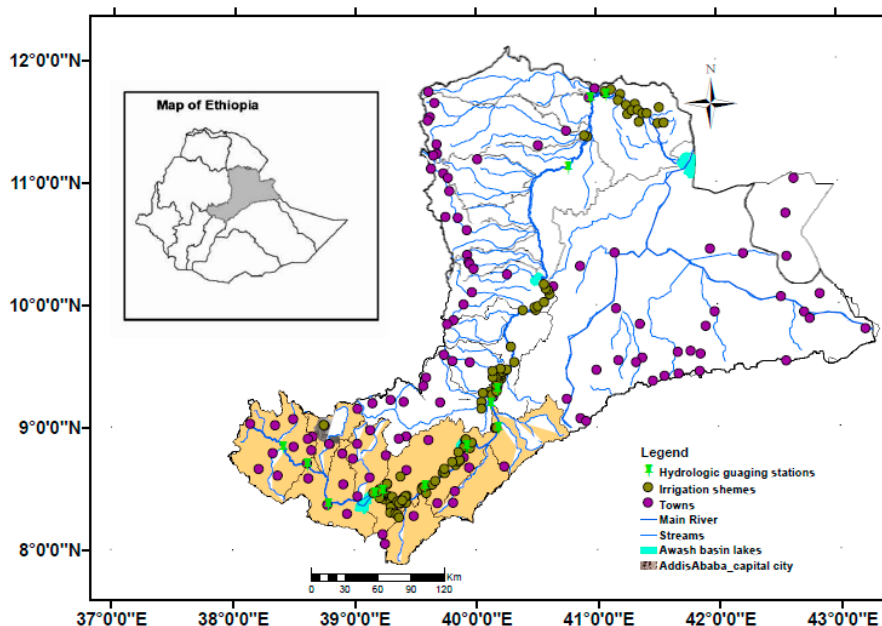 12°0'0"N
11°0'0"N
10°0'0"N
9°0'0"N
8°0'0"N
Map of Ethiopia
N
Legend
Hydrologic guaging stations
Irrigation shemes
Towns
Main River
Streams
Awash basin lakes
AddisAbaba_capital city
Km
0 15 30 60 90 120
37°0'0"E 38°0'0"E 39°0'0"E 40°0'0"E 41°0'0"E 42°0'0"E 43°0'0"E